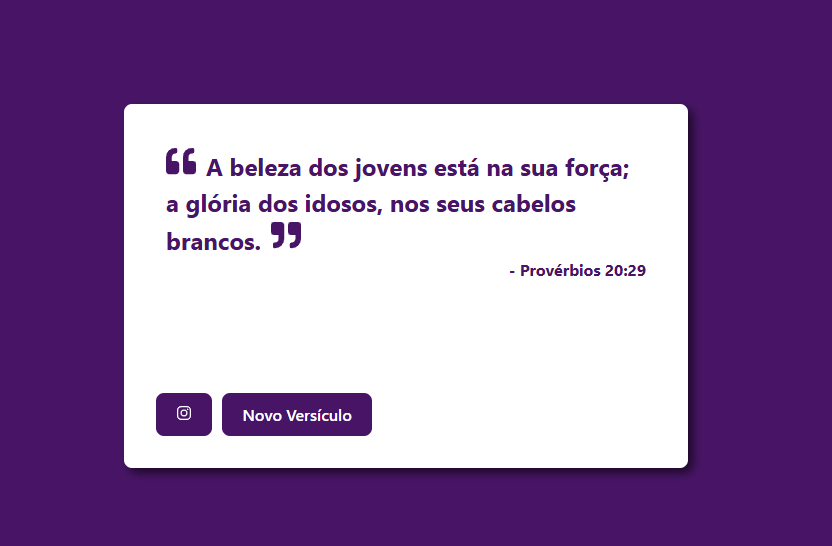 “ A beleza dos jovens está na sua força;
a glória dos idosos, nos seus cabelos
brancos. ”
- Provérbios 20:29
Novo Versículo